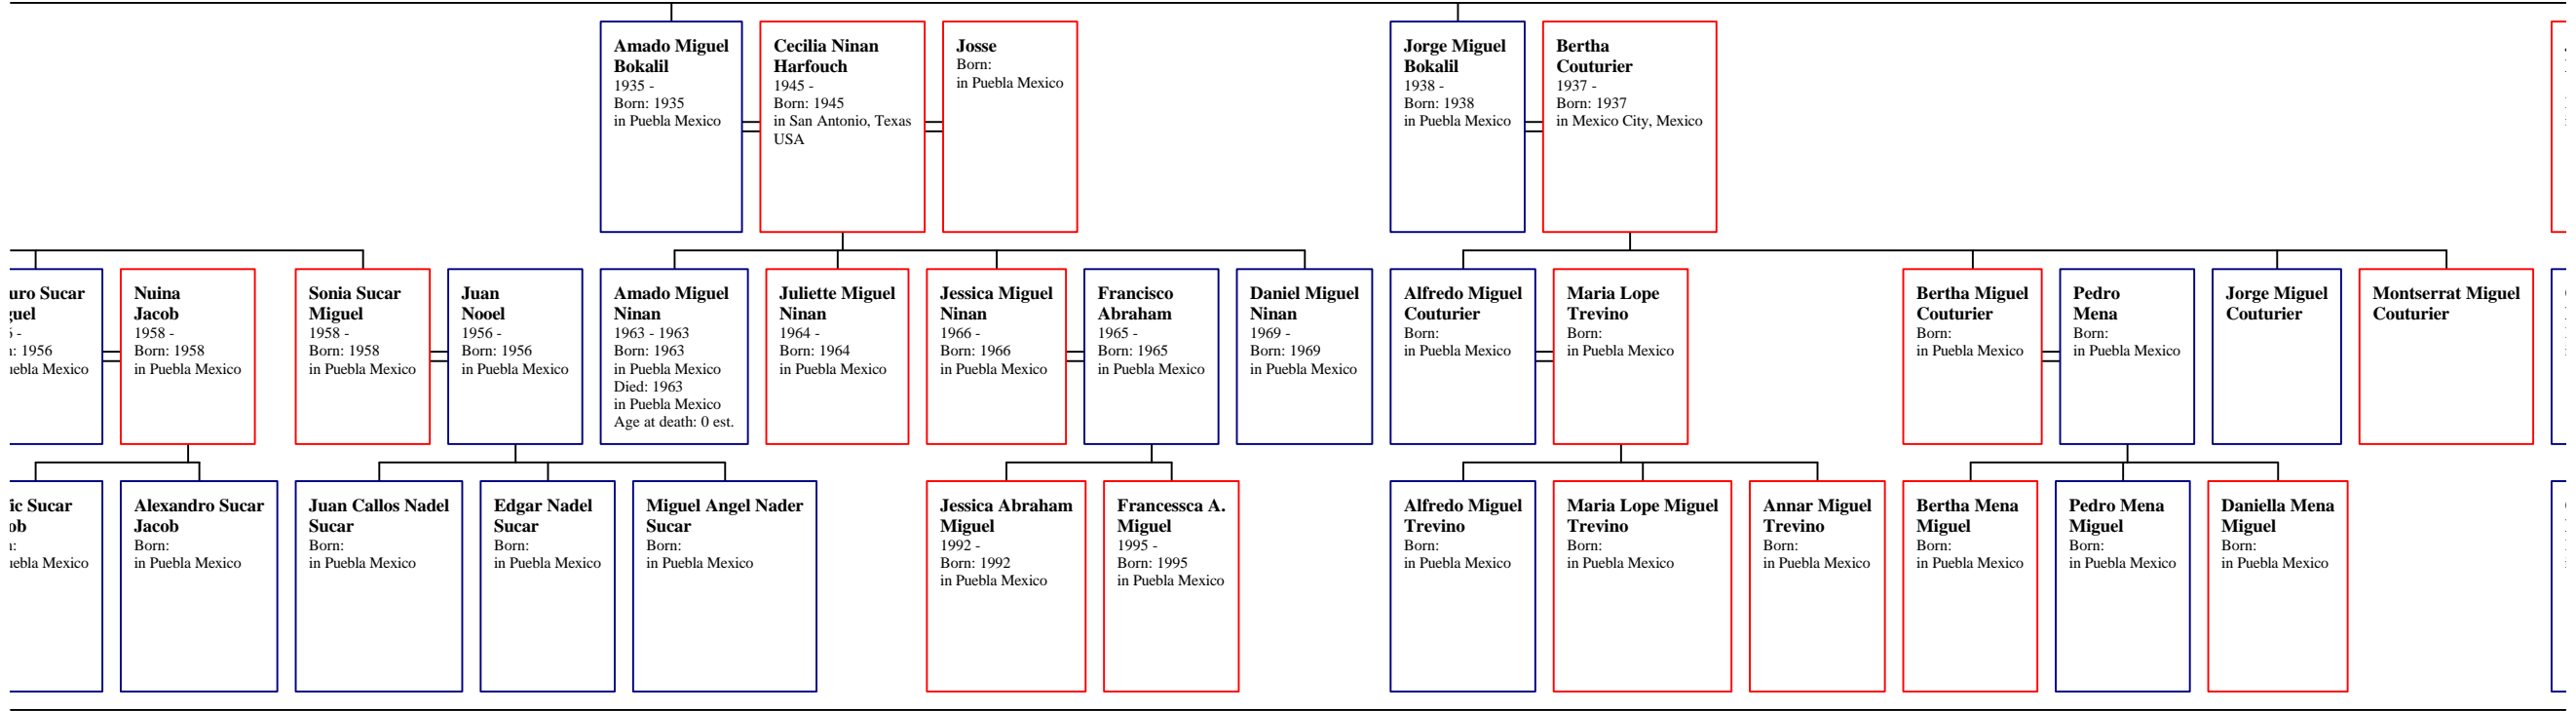 Amado Miguel
Bokalil
1935 -
Born: 1935
in Puebla Mexico
Cecilia Ninan
Harfouch
1945 -
Born: 1945
in San Antonio, Texas
USA
Josse
Born:
in Puebla Mexico
Jorge Miguel
Bokalil
1938 -
Born: 1938
in Puebla Mexico
Bertha
Couturier
1937 -
Born: 1937
in Mexico City, Mexico
Sucar
1956
Mexico
Nuina
Jacob
1958 -
Born: 1958
in Puebla Mexico
Sonia Sucar
Miguel
1958 -
Born: 1958
in Puebla Mexico
Juan
Nooel
1956 -
Born: 1956
in Puebla Mexico
Amado Miguel
Ninan
1963 - 1963
Born: 1963
in Puebla Mexico
Died: 1963
in Puebla Mexico
Age at death: 0 est.
Juliette Miguel
Ninan
1964 -
Born: 1964
in Puebla Mexico
Jessica Miguel
Ninan
1966 -
Born: 1966
in Puebla Mexico
Francisco
Abraham
1965 -
Born: 1965
in Puebla Mexico
Daniel Miguel
Ninan
1969 -
Born: 1969
in Puebla Mexico
Alfredo Miguel
Couturier
Born:
in Puebla Mexico
Maria Lope
Trevino
Born:
in Puebla Mexico
Bertha Miguel
Couturier
Born:
in Puebla Mexico
Pedro
Mena
Born:
in Puebla Mexico
Jorge Miguel
Couturier
Montserrat Miguel
Couturier
Sucar
Mexico
Alexandro Sucar
Jacob
Born:
in Puebla Mexico
Juan Callos Nadel
Sucar
Born:
in Puebla Mexico
Edgar Nadel
Sucar
Born:
in Puebla Mexico
Miguel Angel Nader
Sucar
Born:
in Puebla Mexico
Jessica Abraham
Miguel
1992 -
Born: 1992
in Puebla Mexico
Francessca A.
Miguel
1995 -
Born: 1995
in Puebla Mexico
Alfredo Miguel
Trevino
Born:
in Puebla Mexico
Maria Lope Miguel
Trevino
Born:
in Puebla Mexico
Annar Miguel
Trevino
Born:
in Puebla Mexico
Bertha Mena
Miguel
Born:
in Puebla Mexico
Pedro Mena
Miguel
Born:
in Puebla Mexico
Daniella Mena
Miguel
Born:
in Puebla Mexico